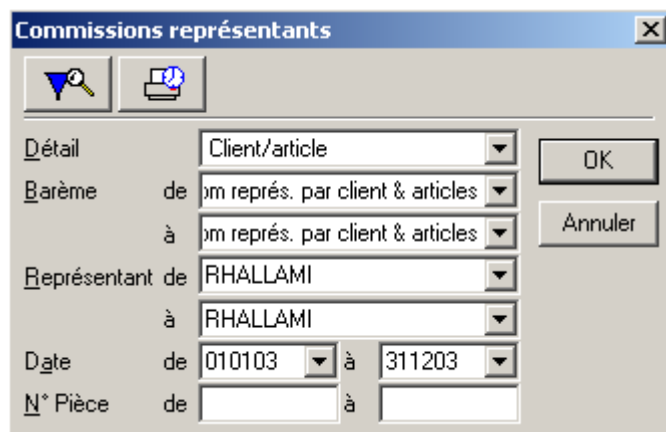 Commissions représentants
Détail Client/article
OK
Barème de om représ. par client & articles
à om représ. par client & articles
Annuler
Représentant de RHALLAMI
à RHALLAMI
Date de 010103 à 311203
N° Pièce de à